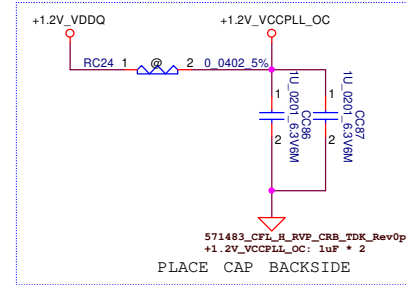 +1.2V_VDDQ
+1.2V_VCCPLL_OC
RC24 1 @ 2 0_0402_5%
1
1
1U_0201_6.3V6M
CC86
1U_0201_6.3V6M
CC87
2
2
571483_CFL_H_RVP_CRB_TDK_Rev0p
+1.2V_VCCPLL_OC: 1uF * 2
PLACE CAP BACKSIDE